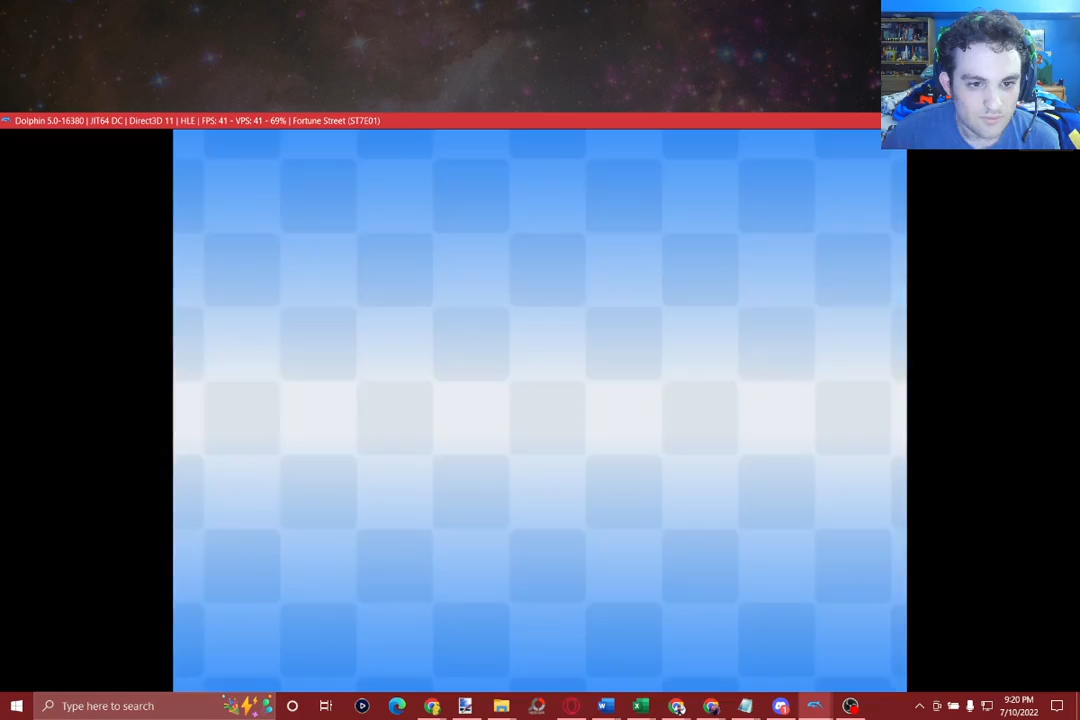 Dolphin 5.0-16380 | JIT64 DC | Direct3D 11 | HLE | FPS: 41 - VPS: 41 - 69% | Fortune Street (ST7E01)
Type here to search
9:20 PM
7/10/2022